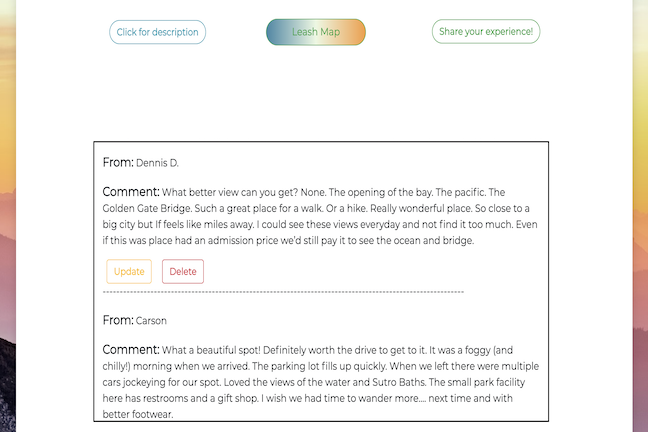 Click for description Leash Map Share your experience!
From: Dennis D.
Comment: What better view can you get? None. The opening of the bay. The pacific. The
Golden Gate Bridge. Such a great place for a walk. Or a hike. Really wonderful place. So close to a
big city but If feels like miles away. I could see these views everyday and not find it too much. Even
if this was place had an admission price we'd still pay it to see the ocean and bridge.
Update Delete
--------------------------------------------------------------------------------------------------------
From: Carson
Comment: What a beautiful spot! Definitely worth the drive to get to it. It was a foggy (and
chilly!) morning when we arrived. The parking lot fills up quickly. When we left there were multiple
cars jockeying for our spot. Loved the views of the water and Sutro Baths. The small park facility
here has restrooms and a gift shop. I wish we had time to wander more.... next time and with
better footwear.